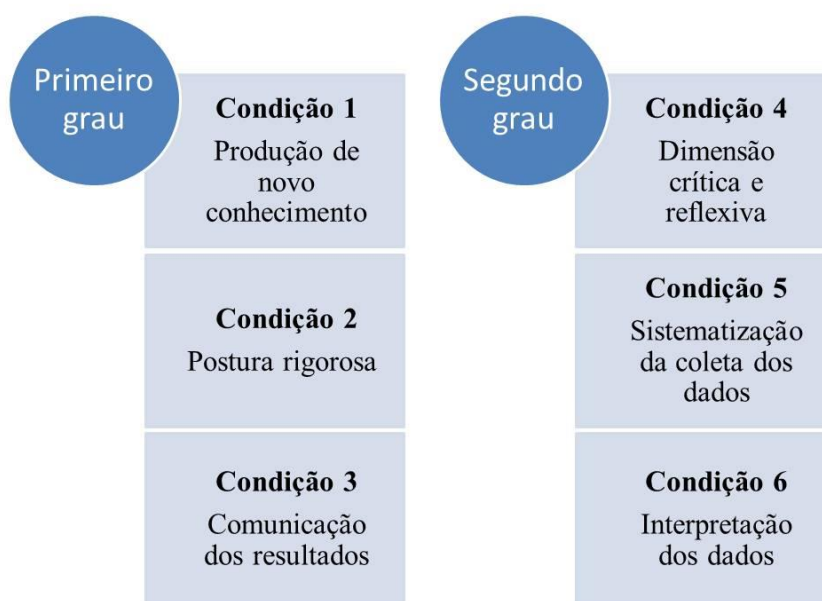 Primeiro
grau
Condição 1
Produção de
novo
conhecimento
Condição 2
Postura rigorosa
Condição 3
Comunicação
dos resultados
Segundo
grau
Condição 4
Dimensão
crítica e
reflexiva
Condição 5
Sistematização
da coleta dos
dados
Condição 6
Interpretação
dos dados